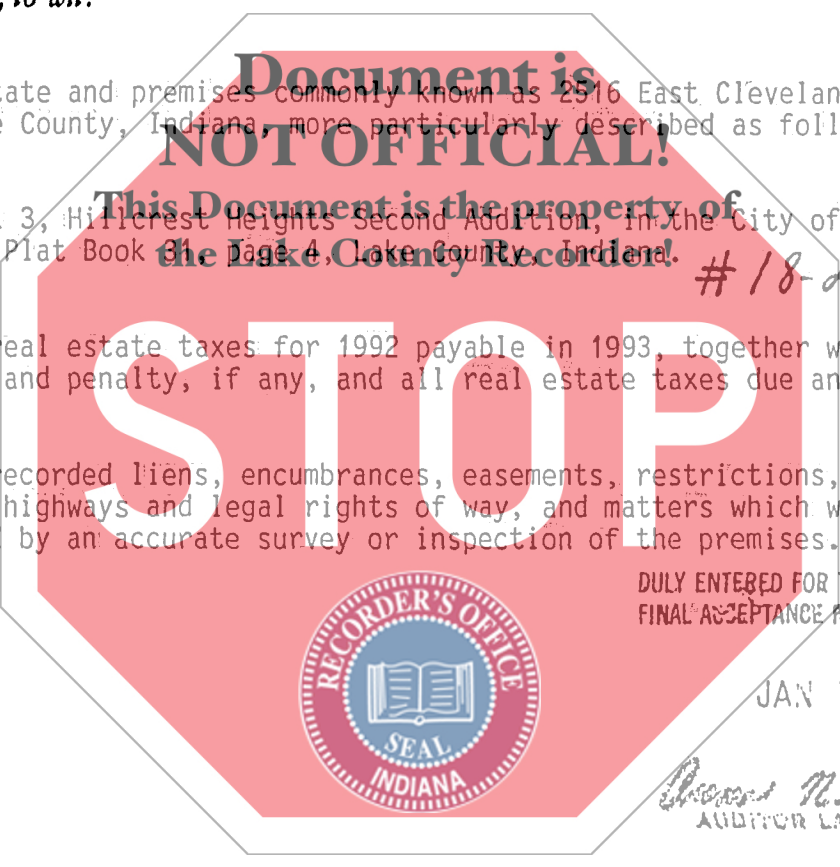 , to wit:
Document is
tate and premises commonly known as 2516 East Clevelan
e County, Indiana, more particularly described as foll
NOT OFFICIAL!
This Document is the property of
3, Hillcrest Heights Second Addition, in the City of
Plat Book 31, page 4, Lake County, Indiana.
the Lake County Recorder!
#18-
real estate taxes for 1992 payable in 1993, together w
and penalty, if any, and all real estate taxes due an
STOP
recorded liens, encumbrances, easements, restrictions,
highways and legal rights of way, and matters which w
by an accurate survey or inspection of the premises.
DULY ENTERED FOR
FINAL ACCEPTANCE
RECORDER'S OFFICE
SEAL
INDIANA
JAN
AUDITOR LA